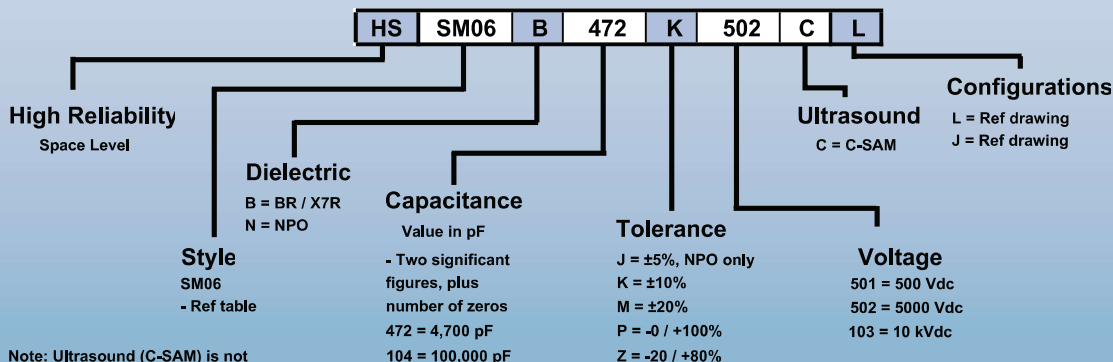 HS SM06 B 472 K 502 C L
High Reliability
Space Level
Style
SM06
- Ref table
Dielectric
B = BR / X7R
N = NPO
Capacitance
Value in pF
- Two significant
figures, plus
number of zeros
472 = 4,700 pF
104 = 100,000 pF
Tolerance
J = ±5%, NPO only
K = ±10%
M = ±20%
P = -0 / +100%
Z = -20 / +80%
Voltage
501 = 500 Vdc
502 = 5000 Vdc
103 = 10 kVdc
Ultrasound
C = C-SAM
Configurations
L = Ref drawing
J = Ref drawing
Note: Ultrasound (C-SAM) is not